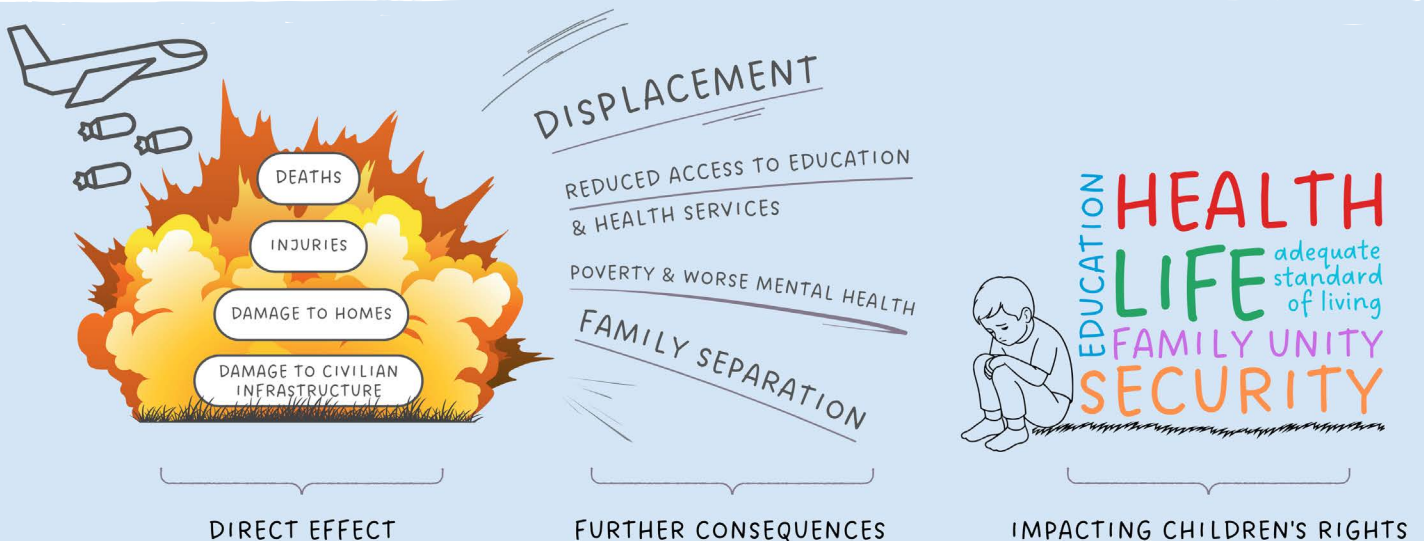 DEATHS
INJURIES
DAMAGE TO HOMES
DAMAGE TO CIVILIAN
INFRASTRUCTURE
DIRECT EFFECT
DISPLACEMENT
REDUCED ACCESS TO EDUCATION
& HEALTH SERVICES
POVERTY & WORSE MENTAL HEALTH
FAMILY SEPARATION
FURTHER CONSEQUENCES
EDUCATION
HEALTH
LIFE
adequate
standard
of living
FAMILY UNITY
SECURITY
IMPACTING CHILDREN'S RIGHTS